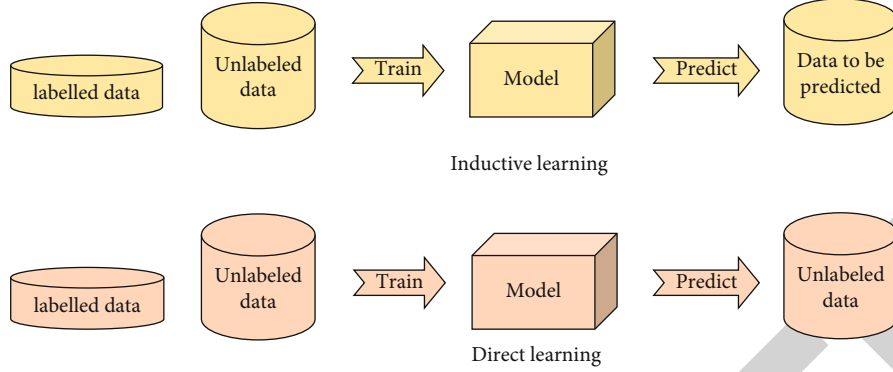 labelled data
Unlabeled
data
Train
Model
Predict
Data to be
predicted
Inductive learning
labelled data
Unlabeled
data
Train
Model
Predict
Unlabeled
data
Direct learning